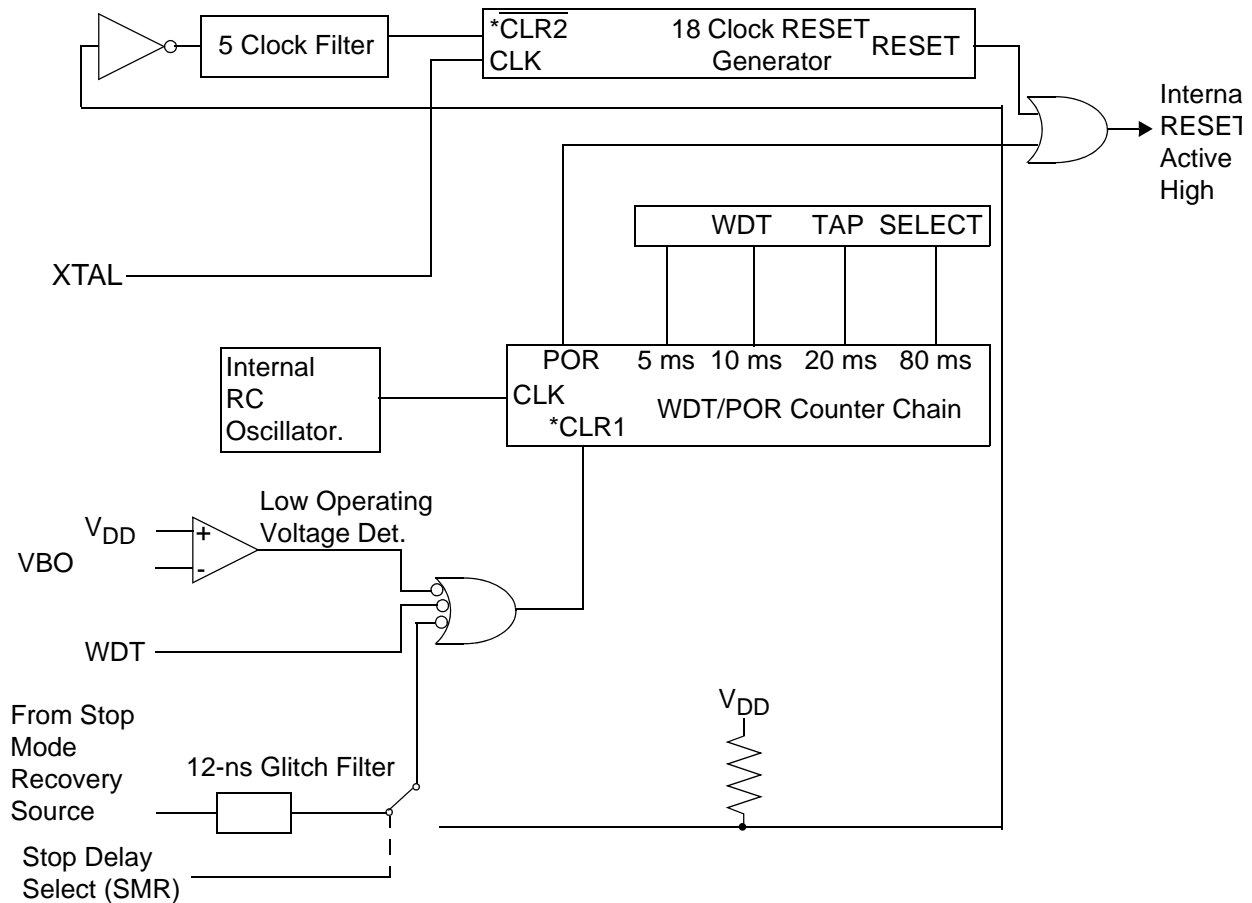 5 Clock Filter
*CLR2
CLK
18 Clock RESET
Generator
RESET
Interna
RESET
Active
High
WDT TAP SELECT
XTAL
Internal
RC
Oscillator.
POR 5 ms 10 ms 20 ms 80 ms
CLK
WDT/POR Counter Chain
*CLR1
Low Operating
Voltage Det.
VDD
+
VBO
-
WDT
From Stop
Mode
Recovery
Source
12-ns Glitch Filter
VDD
Stop Delay
Select (SMR)